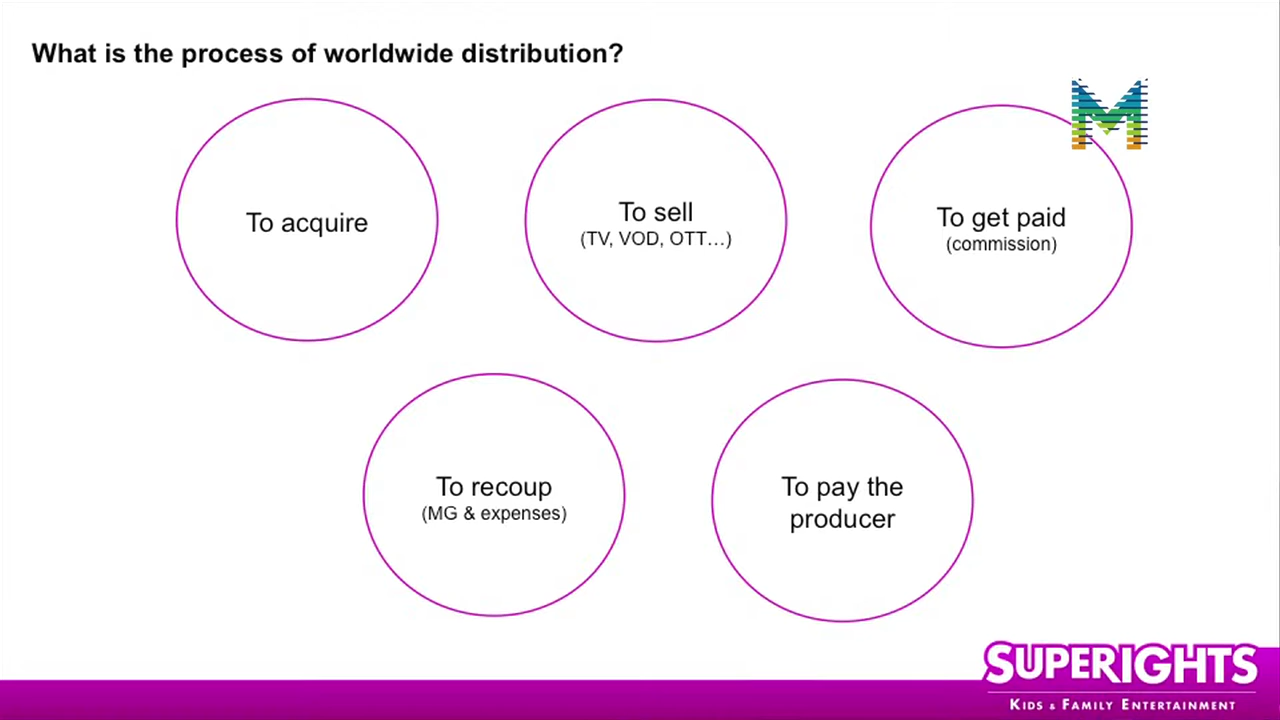 What is the process of worldwide distribution?
M
To acquire
To sell
(TV, VOD, OTT…)
To get paid
(commission)
To recoup
(MG & expenses)
To pay the
producer
SUPERIGHTS
KIDS & FAMILY ENTERTAINMENT